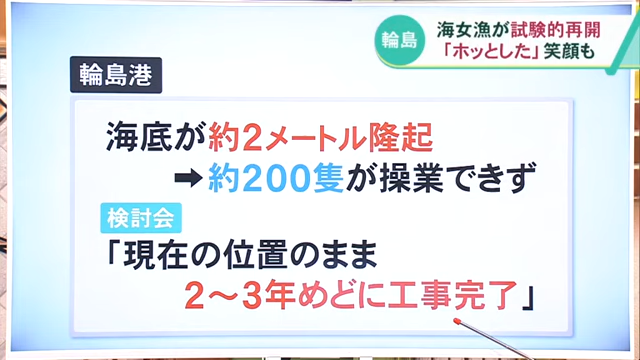 輪島
海女漁が試験的再開
「ホッとした」笑顔も
輪島港
海底が約2メートル隆起
➡約200隻が操業できず
検討会
「現在の位置のまま
2〜3年めどに工事完了」